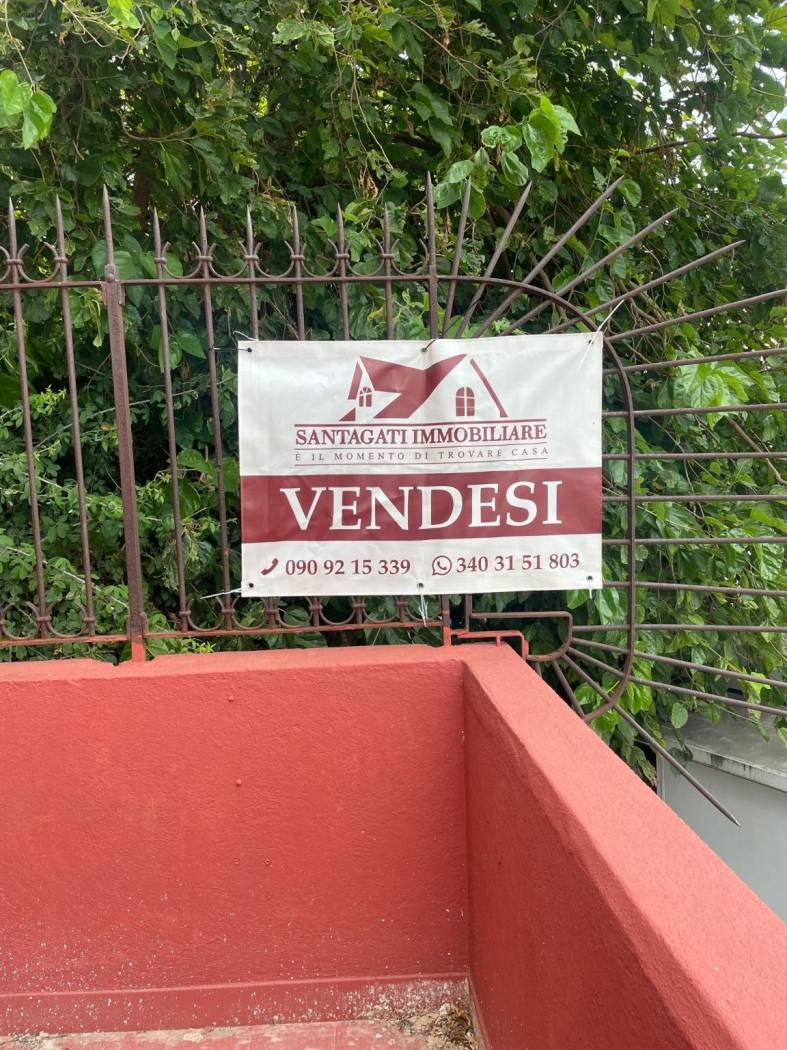 SANTAGATI IMMOBILIARE
È IL MOMENTO DI TROVARE CASA
VENDESI
090 92 15 339 340 31 51 803